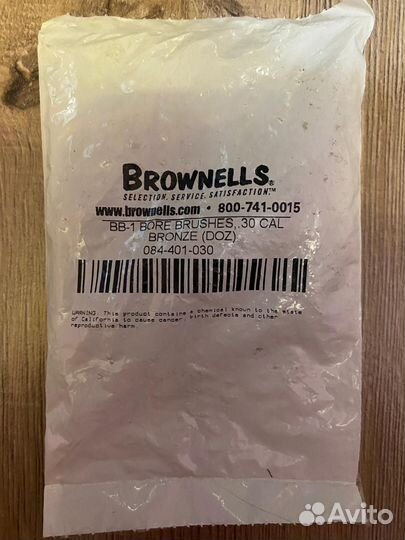 BROWNELLS®
SELECTION. SERVICE. SATISFACTION.™
www.brownells.com • 800-741-0015
BB-1 BORE BRUSHES, .30 CAL
BRONZE (DOZ)
084-401-030
WARNING: This product contains a chemical known to the state
of California to cause cancer, birth defects and other
reproductive harm.
Avito